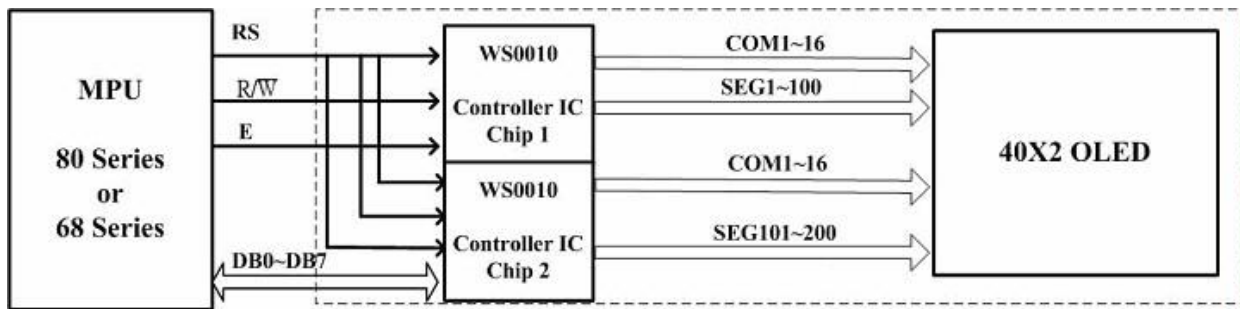 MPU
80 Series
or
68 Series
RS
R/W̅
E
DB0~DB7
WS0010
Controller IC
Chip 1
WS0010
Controller IC
Chip 2
COM1~16
SEG1~100
COM1~16
SEG101~200
40X2 OLED